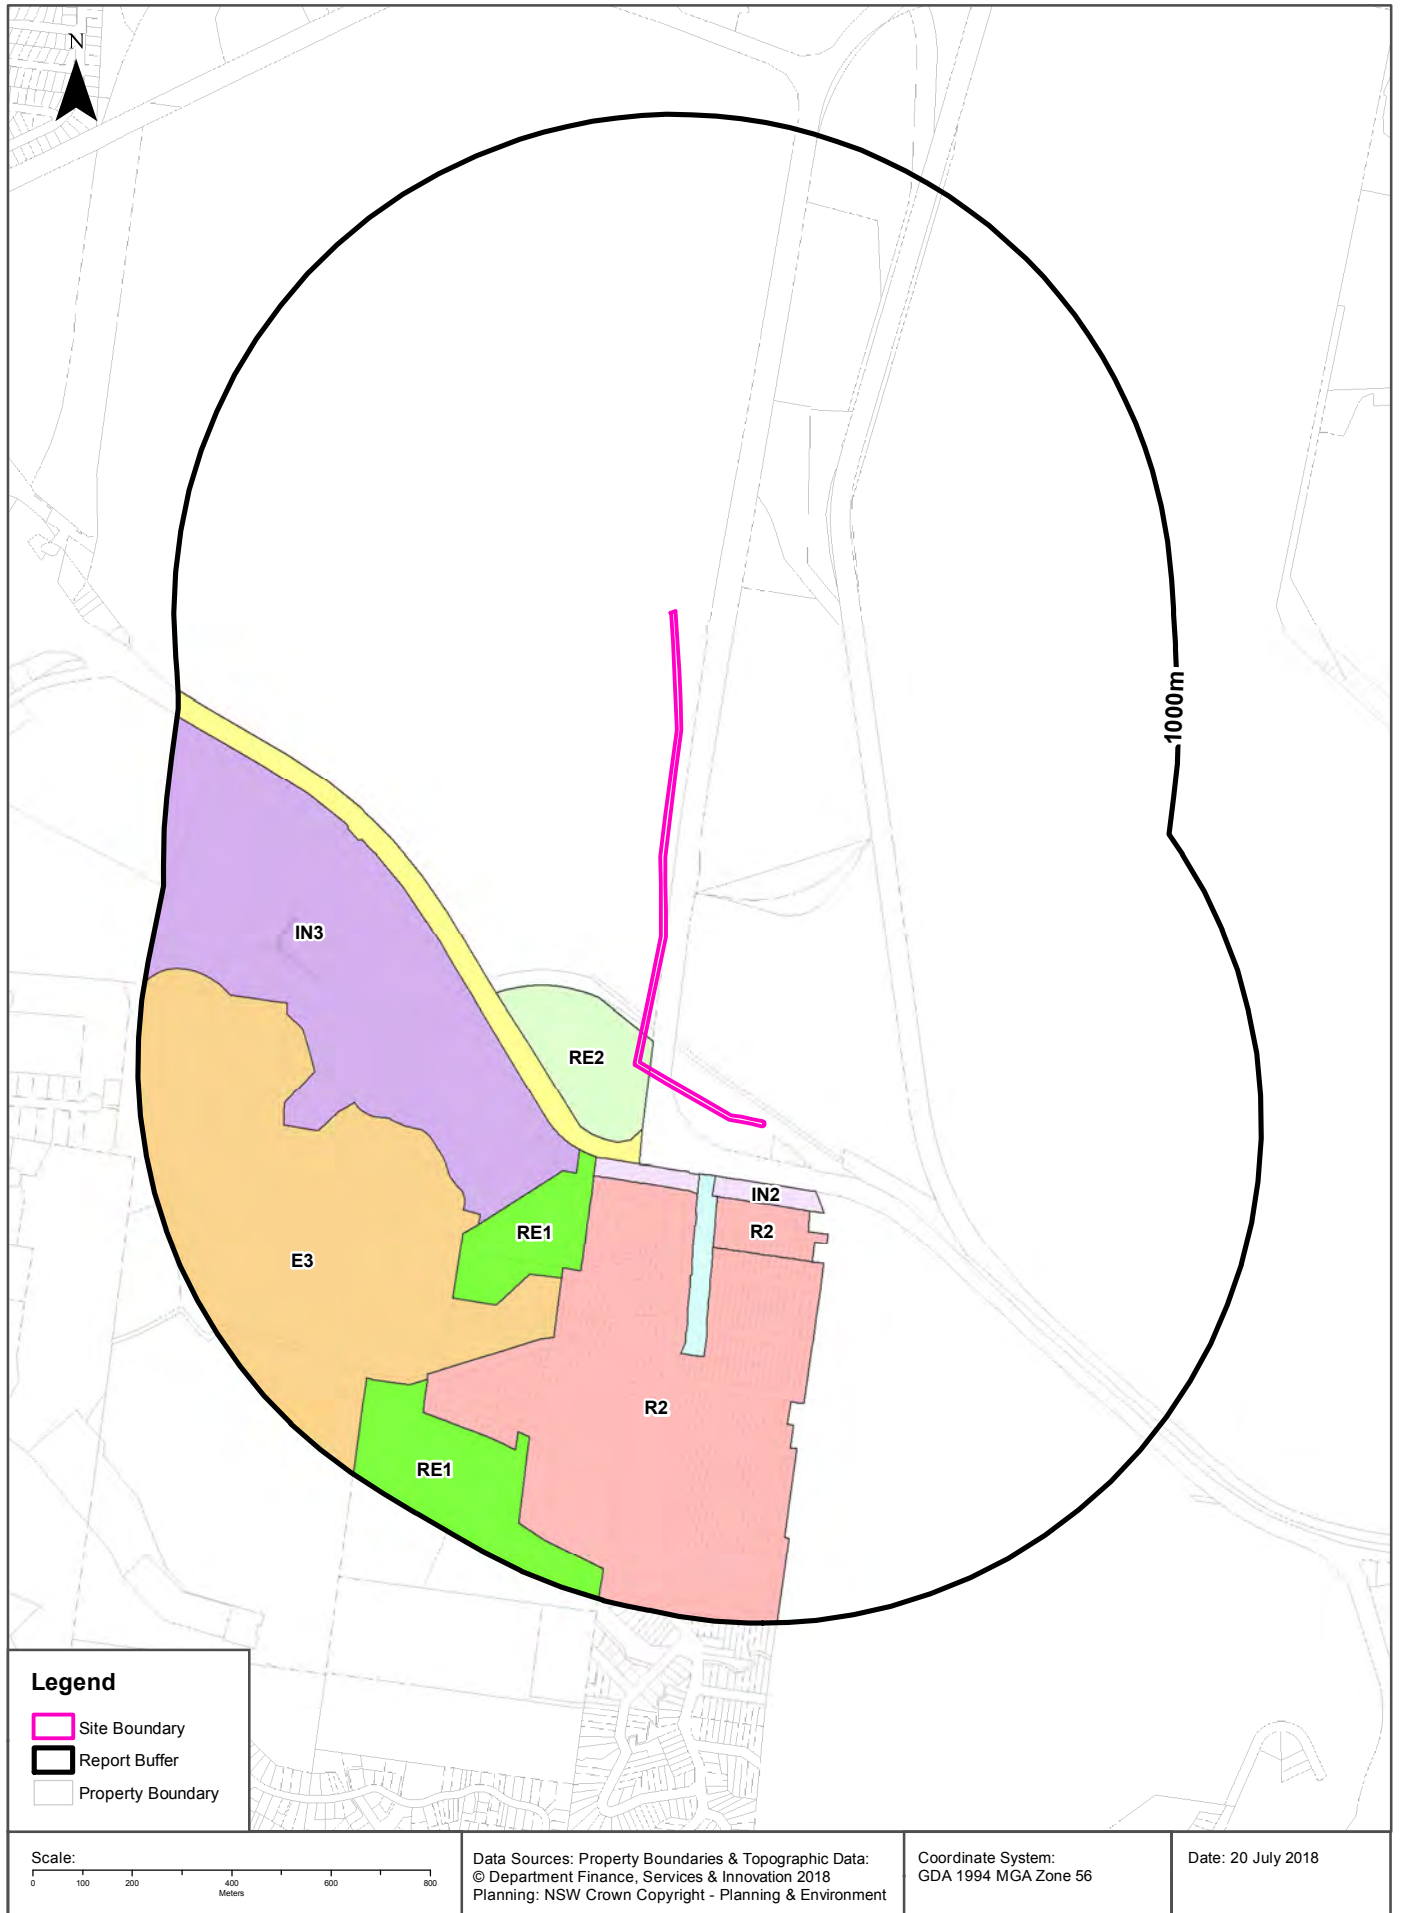 N
1000m
IN3
RE2
IN2
R2
RE1
E3
R2
RE1
Legend
Site Boundary
Report Buffer
Property Boundary
Scale:
0 100 200 400 600 800
Meters
Data Sources: Property Boundaries & Topographic Data:
© Department Finance, Services & Innovation 2018
Planning: NSW Crown Copyright - Planning & Environment
Coordinate System:
GDA 1994 MGA Zone 56
Date: 20 July 2018